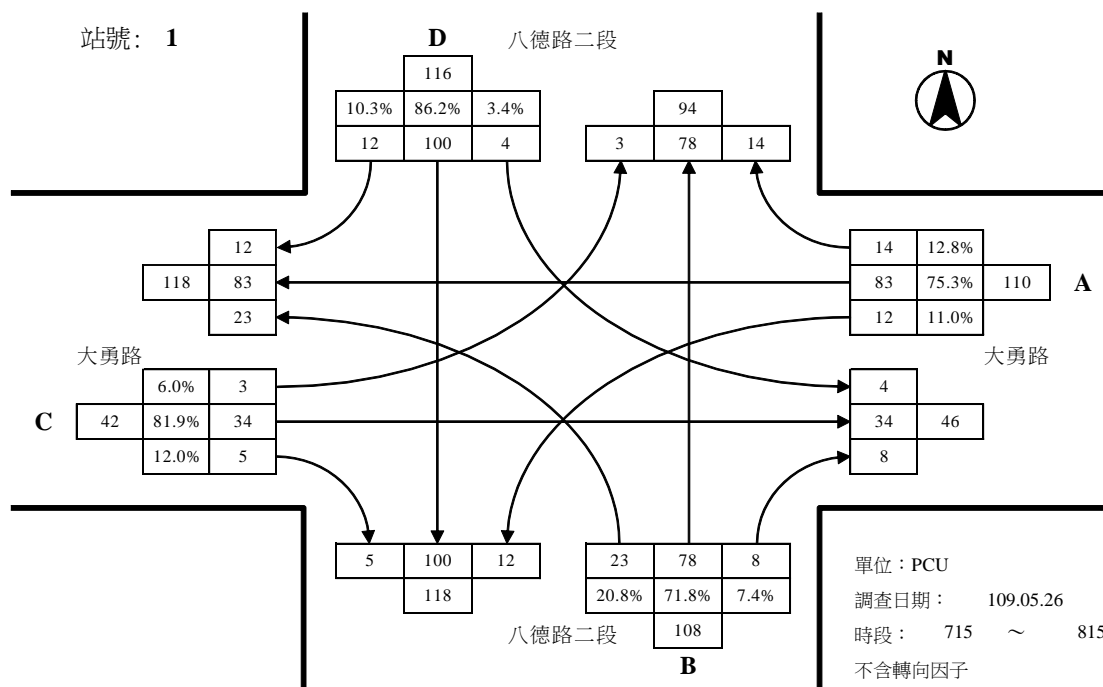 站號: 1
D 八德路二段
N
116
10.3% 86.2% 3.4%
12 100 4
94
3 78 14
12
118 83
23
14 12.8%
83 75.3% 110 A
12 11.0%
大勇路
大勇路
6.0% 3
C 42 81.9% 34
12.0% 5
4
34 46
8
5 100 12
118
23 78 8
20.8% 71.8% 7.4%
108
八德路二段
B
單位：PCU
調查日期： 109.05.26
時段： 715 ～ 815
不含轉向因子